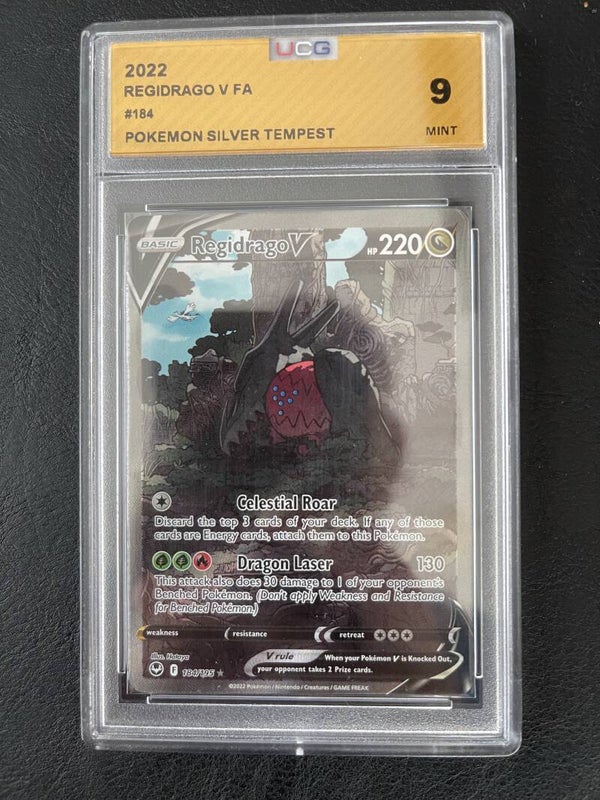 UCG
2022
REGIDRAGO V FA
#184
POKEMON SILVER TEMPEST
9
MINT
BASIC Regidrago V HP 220
Celestial Roar
Discard the top 3 cards of your deck. If any of those
cards are Energy cards, attach them to this Pokémon.
Dragon Laser 130
This attack also does 30 damage to 1 of your opponent's
Benched Pokémon. (Don't apply Weakness and Resistance
for Benched Pokémon.)
weakness resistance retreat
Illus. Hataya
V rule When your Pokémon V is Knocked Out,
your opponent takes 2 Prize cards.
F 184/195 ★
©2022 Pokémon / Nintendo / Creatures / GAME FREAK